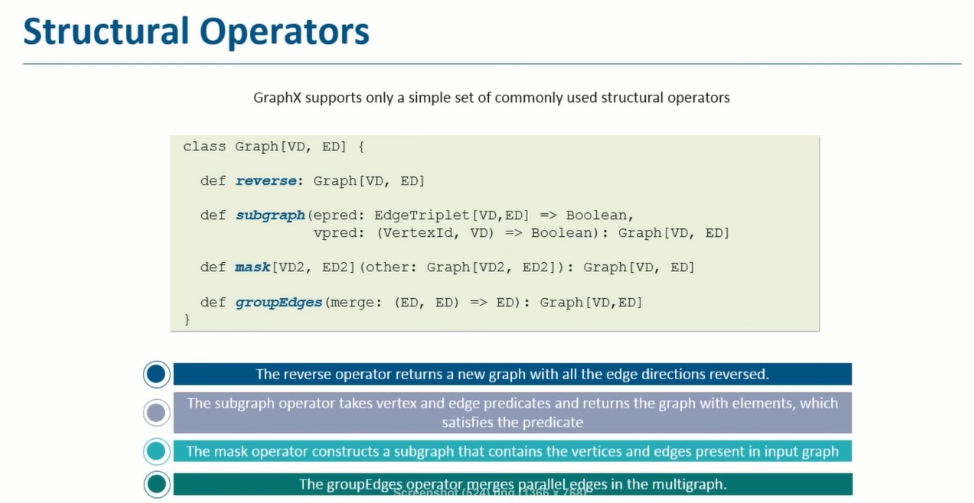 Structural Operators
GraphX supports only a simple set of commonly used structural operators
class Graph[VD, ED] {
def reverse: Graph[VD, ED]
def subgraph(epred: EdgeTriplet[VD,ED] => Boolean,
vpred: (VertexId, VD) => Boolean): Graph[VD, ED]
def mask[VD2, ED2](other: Graph[VD2, ED2]): Graph[VD, ED]
def groupEdges(merge: (ED, ED) => ED): Graph[VD,ED]
}
The reverse operator returns a new graph with all the edge directions reversed.
The subgraph operator takes vertex and edge predicates and returns the graph with elements, which
satisfies the predicate
The mask operator constructs a subgraph that contains the vertices and edges present in input graph
The groupEdges operator merges parallel edges in the multigraph.
Screenshot (524).png (1366 x 768)